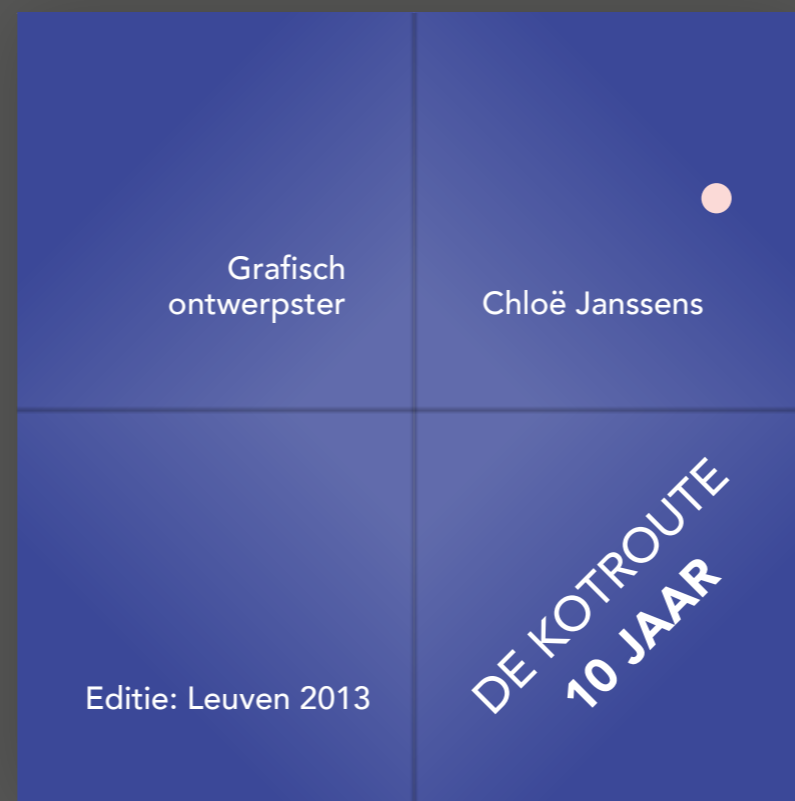 Grafisch
ontwerpster
Chloë Janssens
Editie: Leuven 2013
DE KOTROUTE
10 JAAR